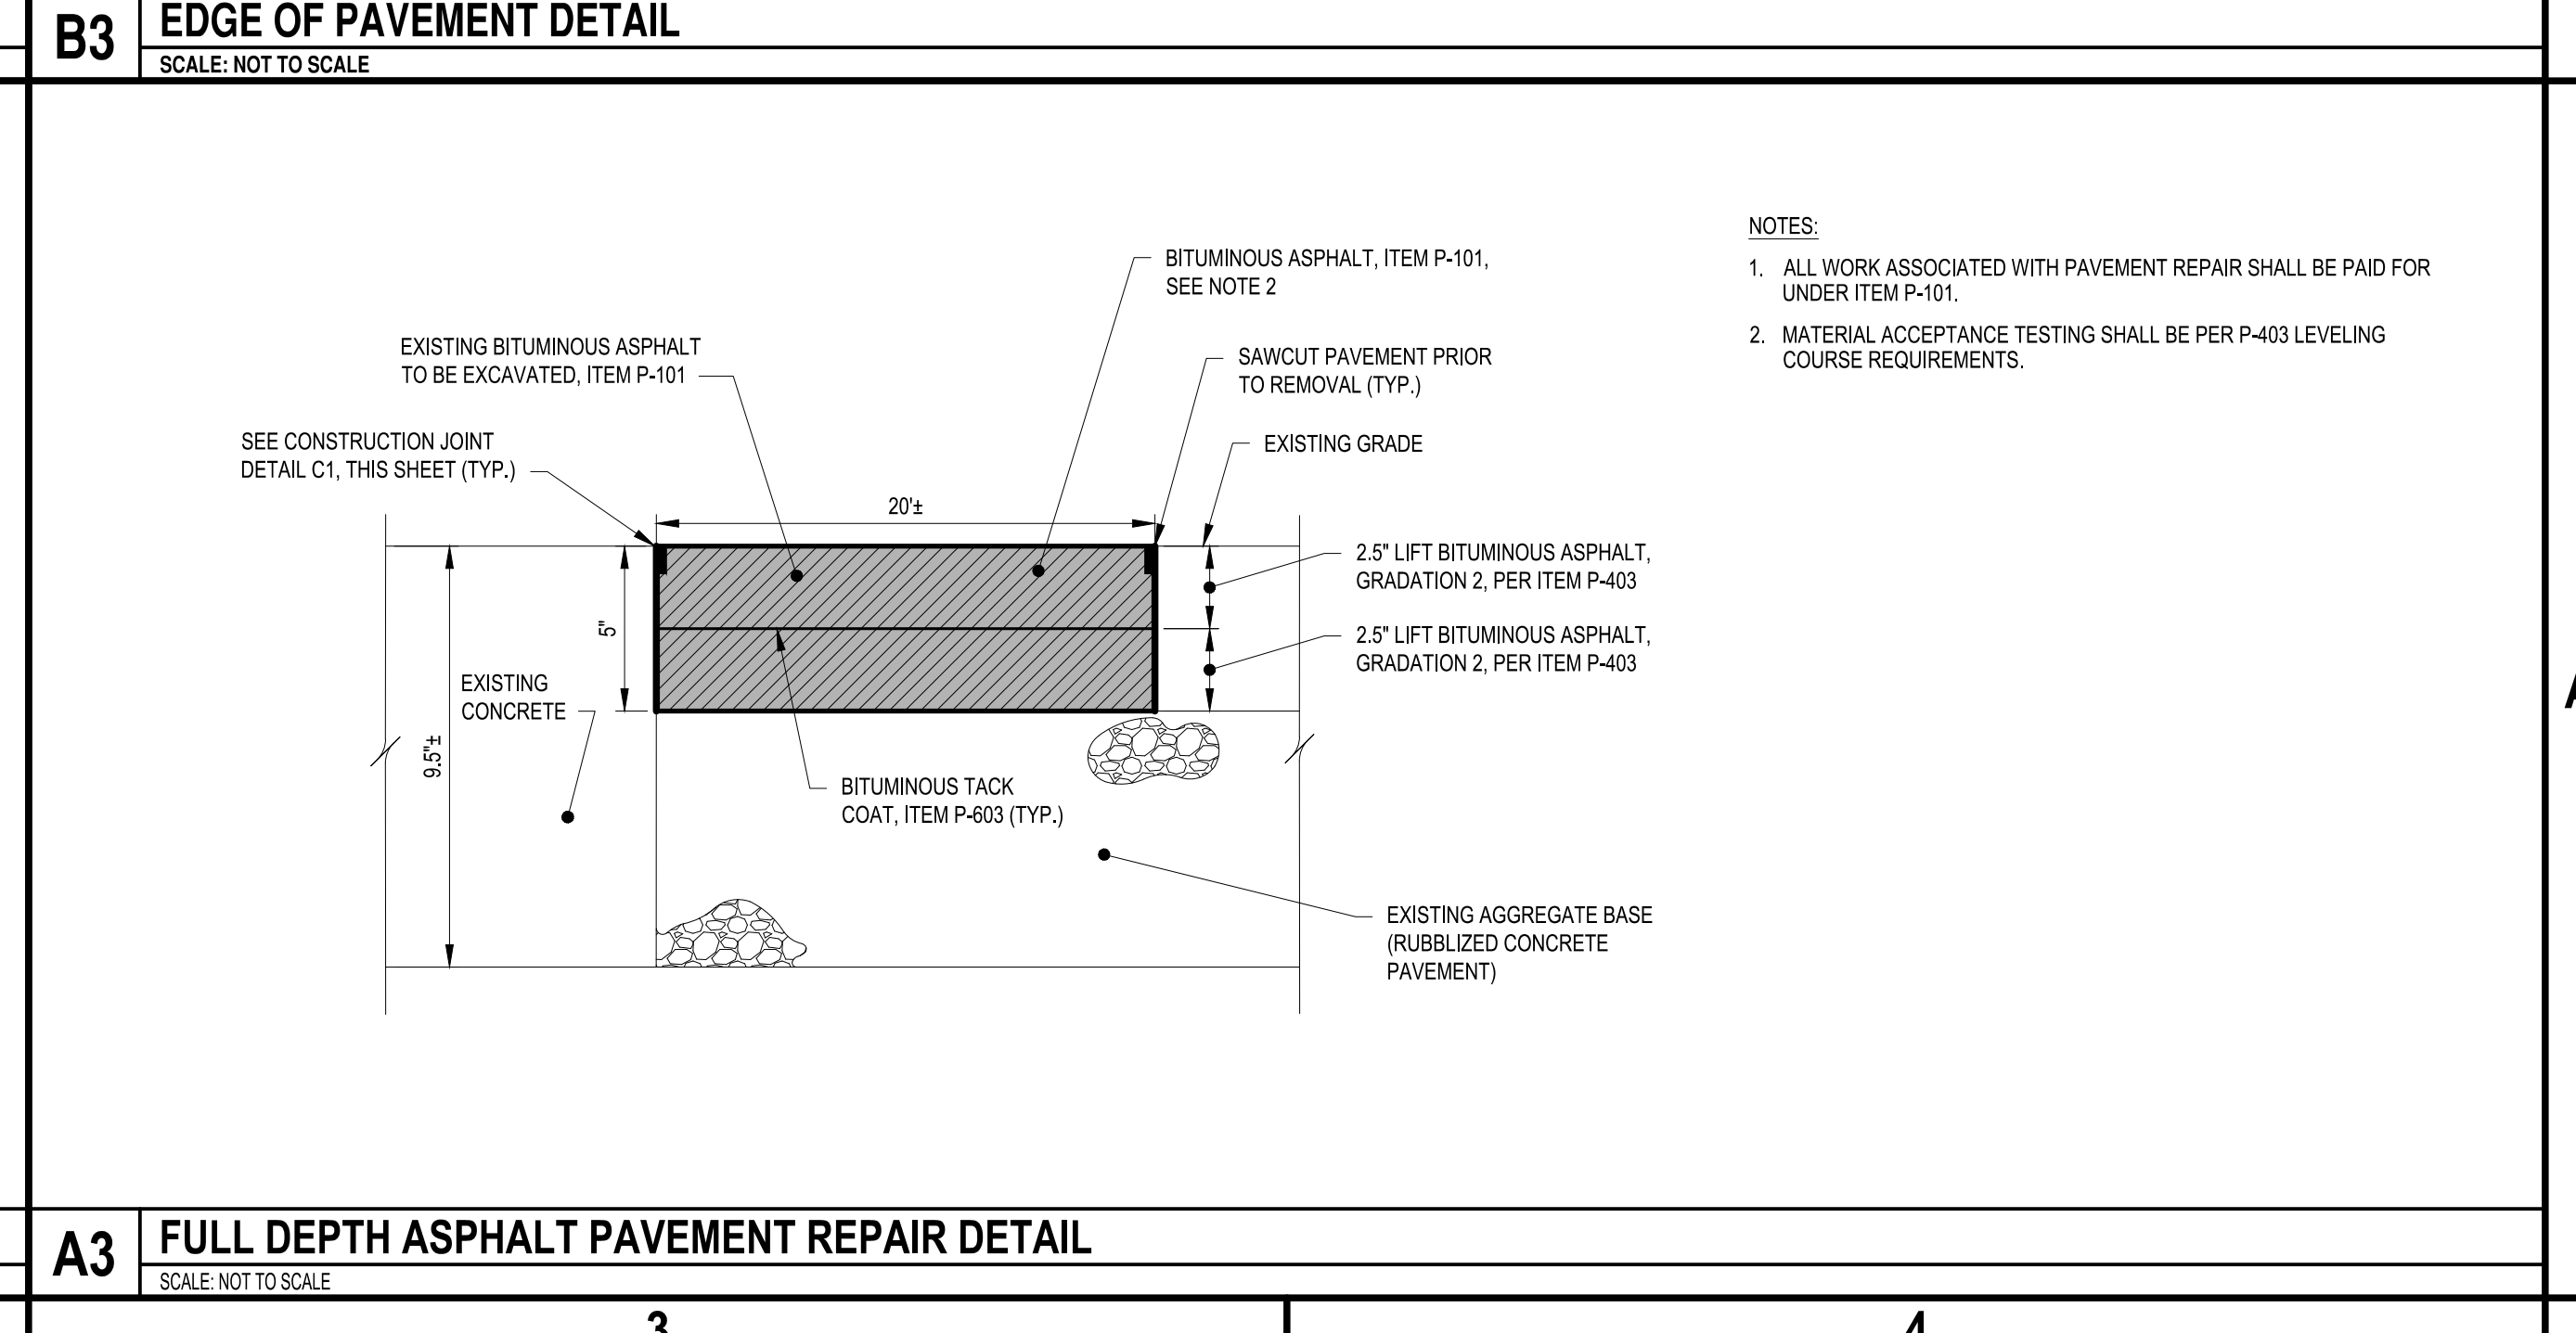 B3
EDGE OF PAVEMENT DETAIL
SCALE: NOT TO SCALE
NOTES:
1. ALL WORK ASSOCIATED WITH PAVEMENT REPAIR SHALL BE PAID FOR
UNDER ITEM P-101.
2. MATERIAL ACCEPTANCE TESTING SHALL BE PER P-403 LEVELING
COURSE REQUIREMENTS.
BITUMINOUS ASPHALT, ITEM P-101,
SEE NOTE 2
EXISTING BITUMINOUS ASPHALT
TO BE EXCAVATED, ITEM P-101
SAWCUT PAVEMENT PRIOR
TO REMOVAL (TYP.)
SEE CONSTRUCTION JOINT
DETAIL C1, THIS SHEET (TYP.)
EXISTING GRADE
20'±
2.5" LIFT BITUMINOUS ASPHALT,
GRADATION 2, PER ITEM P-403
5"
2.5" LIFT BITUMINOUS ASPHALT,
GRADATION 2, PER ITEM P-403
EXISTING
CONCRETE
9.5"±
BITUMINOUS TACK
COAT, ITEM P-603 (TYP.)
EXISTING AGGREGATE BASE
(RUBBLIZED CONCRETE
PAVEMENT)
A3
FULL DEPTH ASPHALT PAVEMENT REPAIR DETAIL
SCALE: NOT TO SCALE
3
4